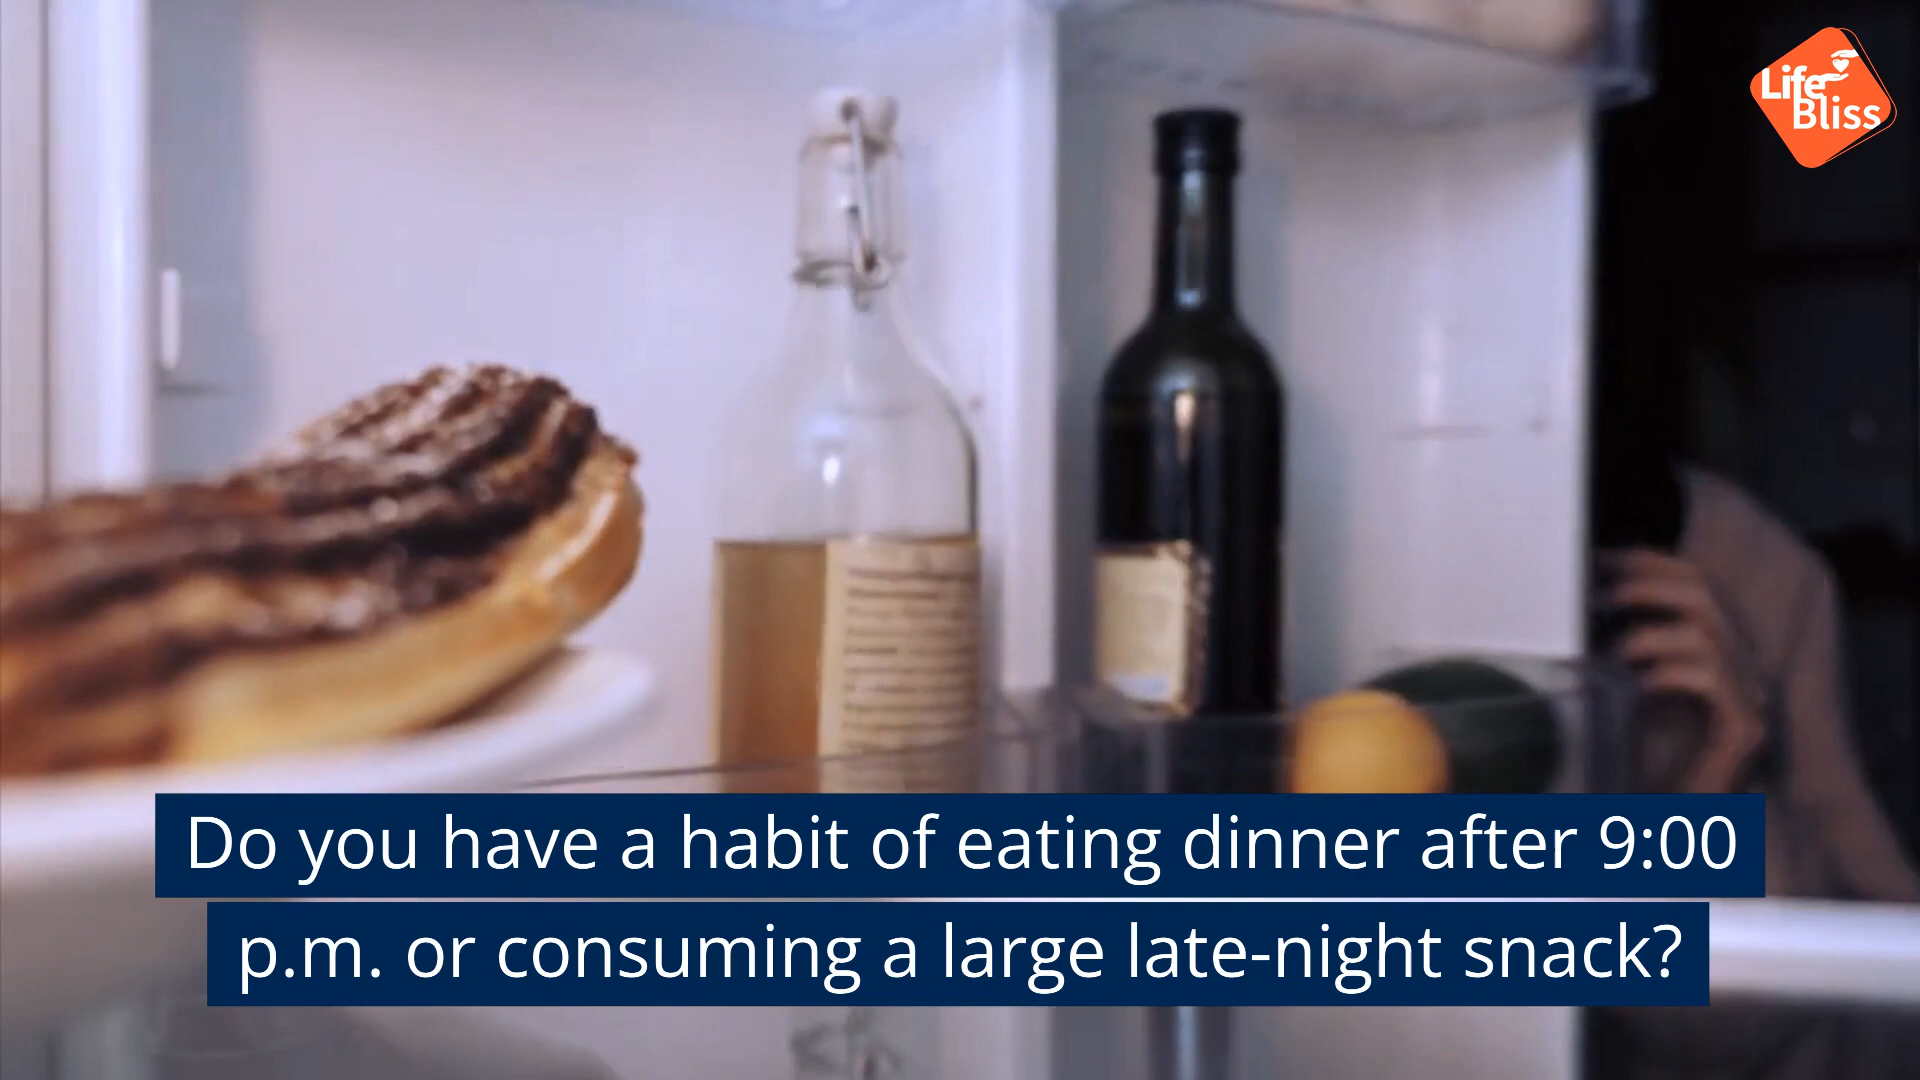 Life
Bliss
Do you have a habit of eating dinner after 9:00
p.m. or consuming a large late-night snack?